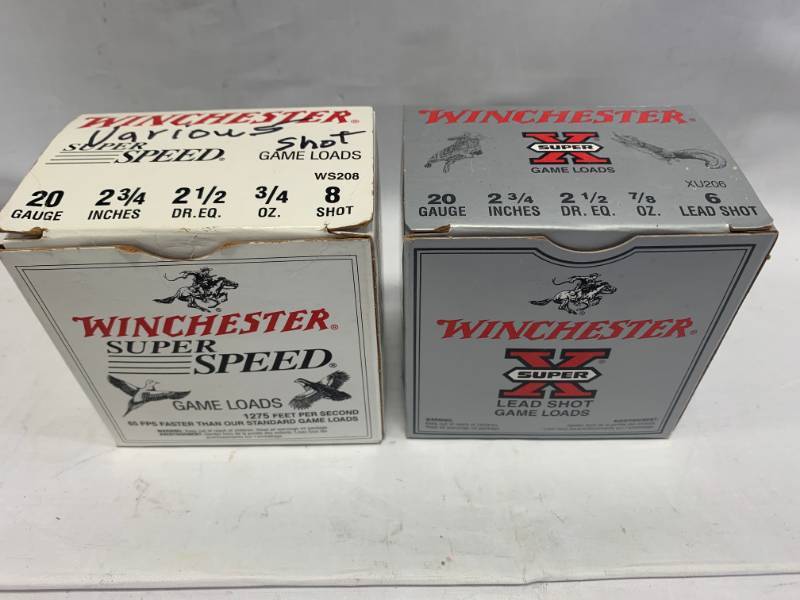 WINCHESTER®
Various Shot
SUPER SPEED®
GAME LOADS
WS208
20 2 3/4 2 1/2 3/4 8
GAUGE INCHES DR. EQ. OZ. SHOT
WINCHESTER®
SUPER
SPEED®
GAME LOADS
1275 FEET PER SECOND
65 FPS FASTER THAN OUR STANDARD GAME LOADS
WINCHESTER®
X
SUPER
GAME LOADS
XU206
20 2 3/4 2 1/2 7/8 6
GAUGE INCHES DR. EQ. OZ. LEAD SHOT
WINCHESTER®
X®
SUPER
LEAD SHOT
GAME LOADS